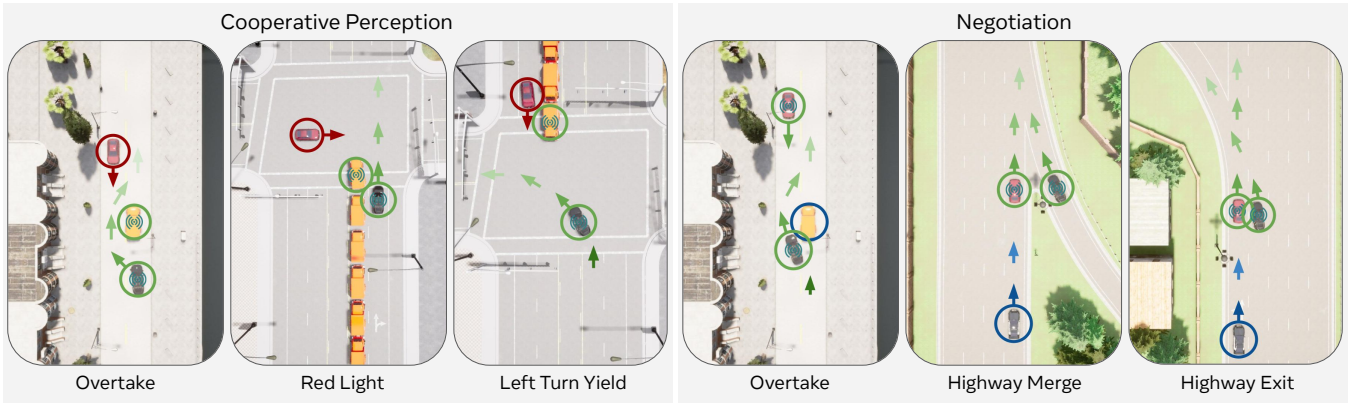 Cooperative Perception
Negotiation
Overtake
Red Light
Left Turn Yield
Overtake
Highway Merge
Highway Exit